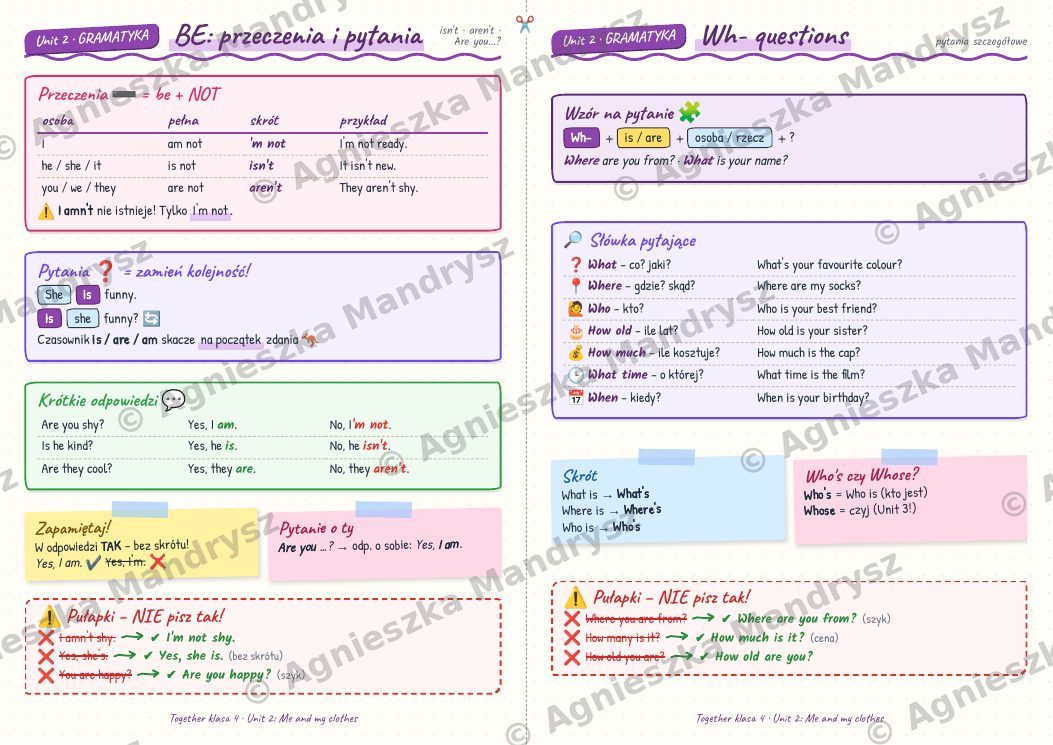 Unit 2 · GRAMATYKA
BE: przeczenia i pytania
isn't · aren't ·
Are you...?
Przeczenia ➖ = be + NOT
osoba pełna skrót przykład
I am not 'm not I'm not ready.
he / she / it is not isn't It isn't new.
you / we / they are not aren't They aren't shy.
⚠️ I amn't nie istnieje! Tylko I'm not.
Pytania ❓ = zamień kolejność!
She is funny.
Is she funny? 🔄
Czasownik is / are / am skacze na początek zdania 🦘
Krótkie odpowiedzi 💬
Are you shy? Yes, I am. No, I'm not.
Is he kind? Yes, he is. No, he isn't.
Are they cool? Yes, they are. No, they aren't.
Zapamiętaj!
W odpowiedzi TAK – bez skrótu!
Yes, I am. ✔️ Yes, I'm. ❌
Pytanie o ty
Are you ...? → odp. o sobie: Yes, I am.
⚠️ Pułapki – NIE pisz tak!
❌ I amn't shy. → ✔ I'm not shy.
❌ Yes, she's. → ✔ Yes, she is. (bez skrótu)
❌ You are happy? → ✔ Are you happy? (szyk)
Together klasa 4 · Unit 2: Me and my clothes
Unit 2 · GRAMATYKA
Wh- questions
pytania szczegółowe
Wzór na pytanie 🧩
Wh- + is / are + osoba / rzecz + ?
Where are you from? · What is your name?
🔎 Słówka pytające
❓ What – co? jaki? What's your favourite colour?
📍 Where – gdzie? skąd? Where are my socks?
🙋 Who – kto? Who is your best friend?
🎂 How old – ile lat? How old is your sister?
💰 How much – ile kosztuje? How much is the cap?
🕒 What time – o której? What time is the film?
📅 When – kiedy? When is your birthday?
Skrót
What is → What's
Where is → Where's
Who is → Who's
Who's czy Whose?
Who's = Who is (kto jest)
Whose = czyj (Unit 3!)
⚠️ Pułapki – NIE pisz tak!
❌ Where you are from? → ✔ Where are you from? (szyk)
❌ How many is it? → ✔ How much is it? (cena)
❌ How old you are? → ✔ How old are you?
Together klasa 4 · Unit 2: Me and my clothes
© Agnieszka Mandrysz